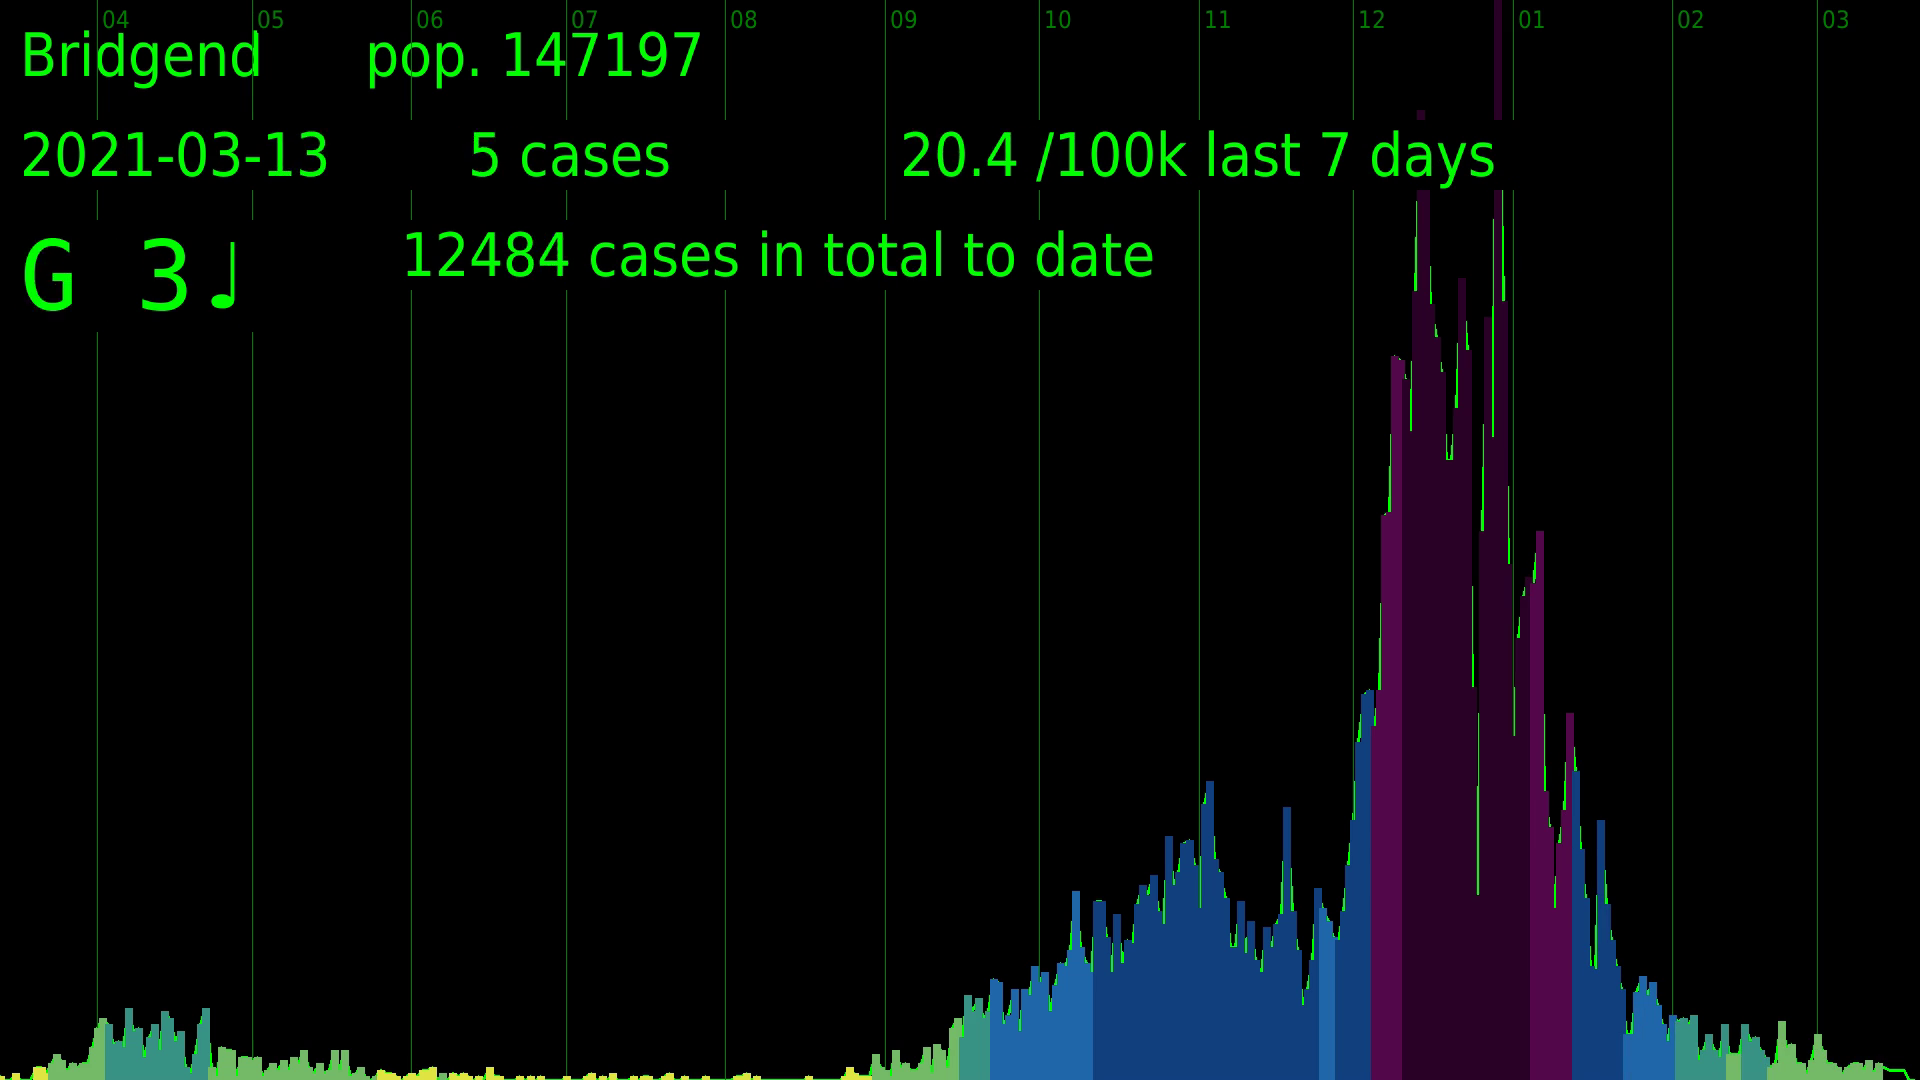 04 05 06 07 08 09 10 11 12 01 02 03
Bridgend pop. 147197
2021-03-13 5 cases 20.4 /100k last 7 days
G 3♩ 12484 cases in total to date